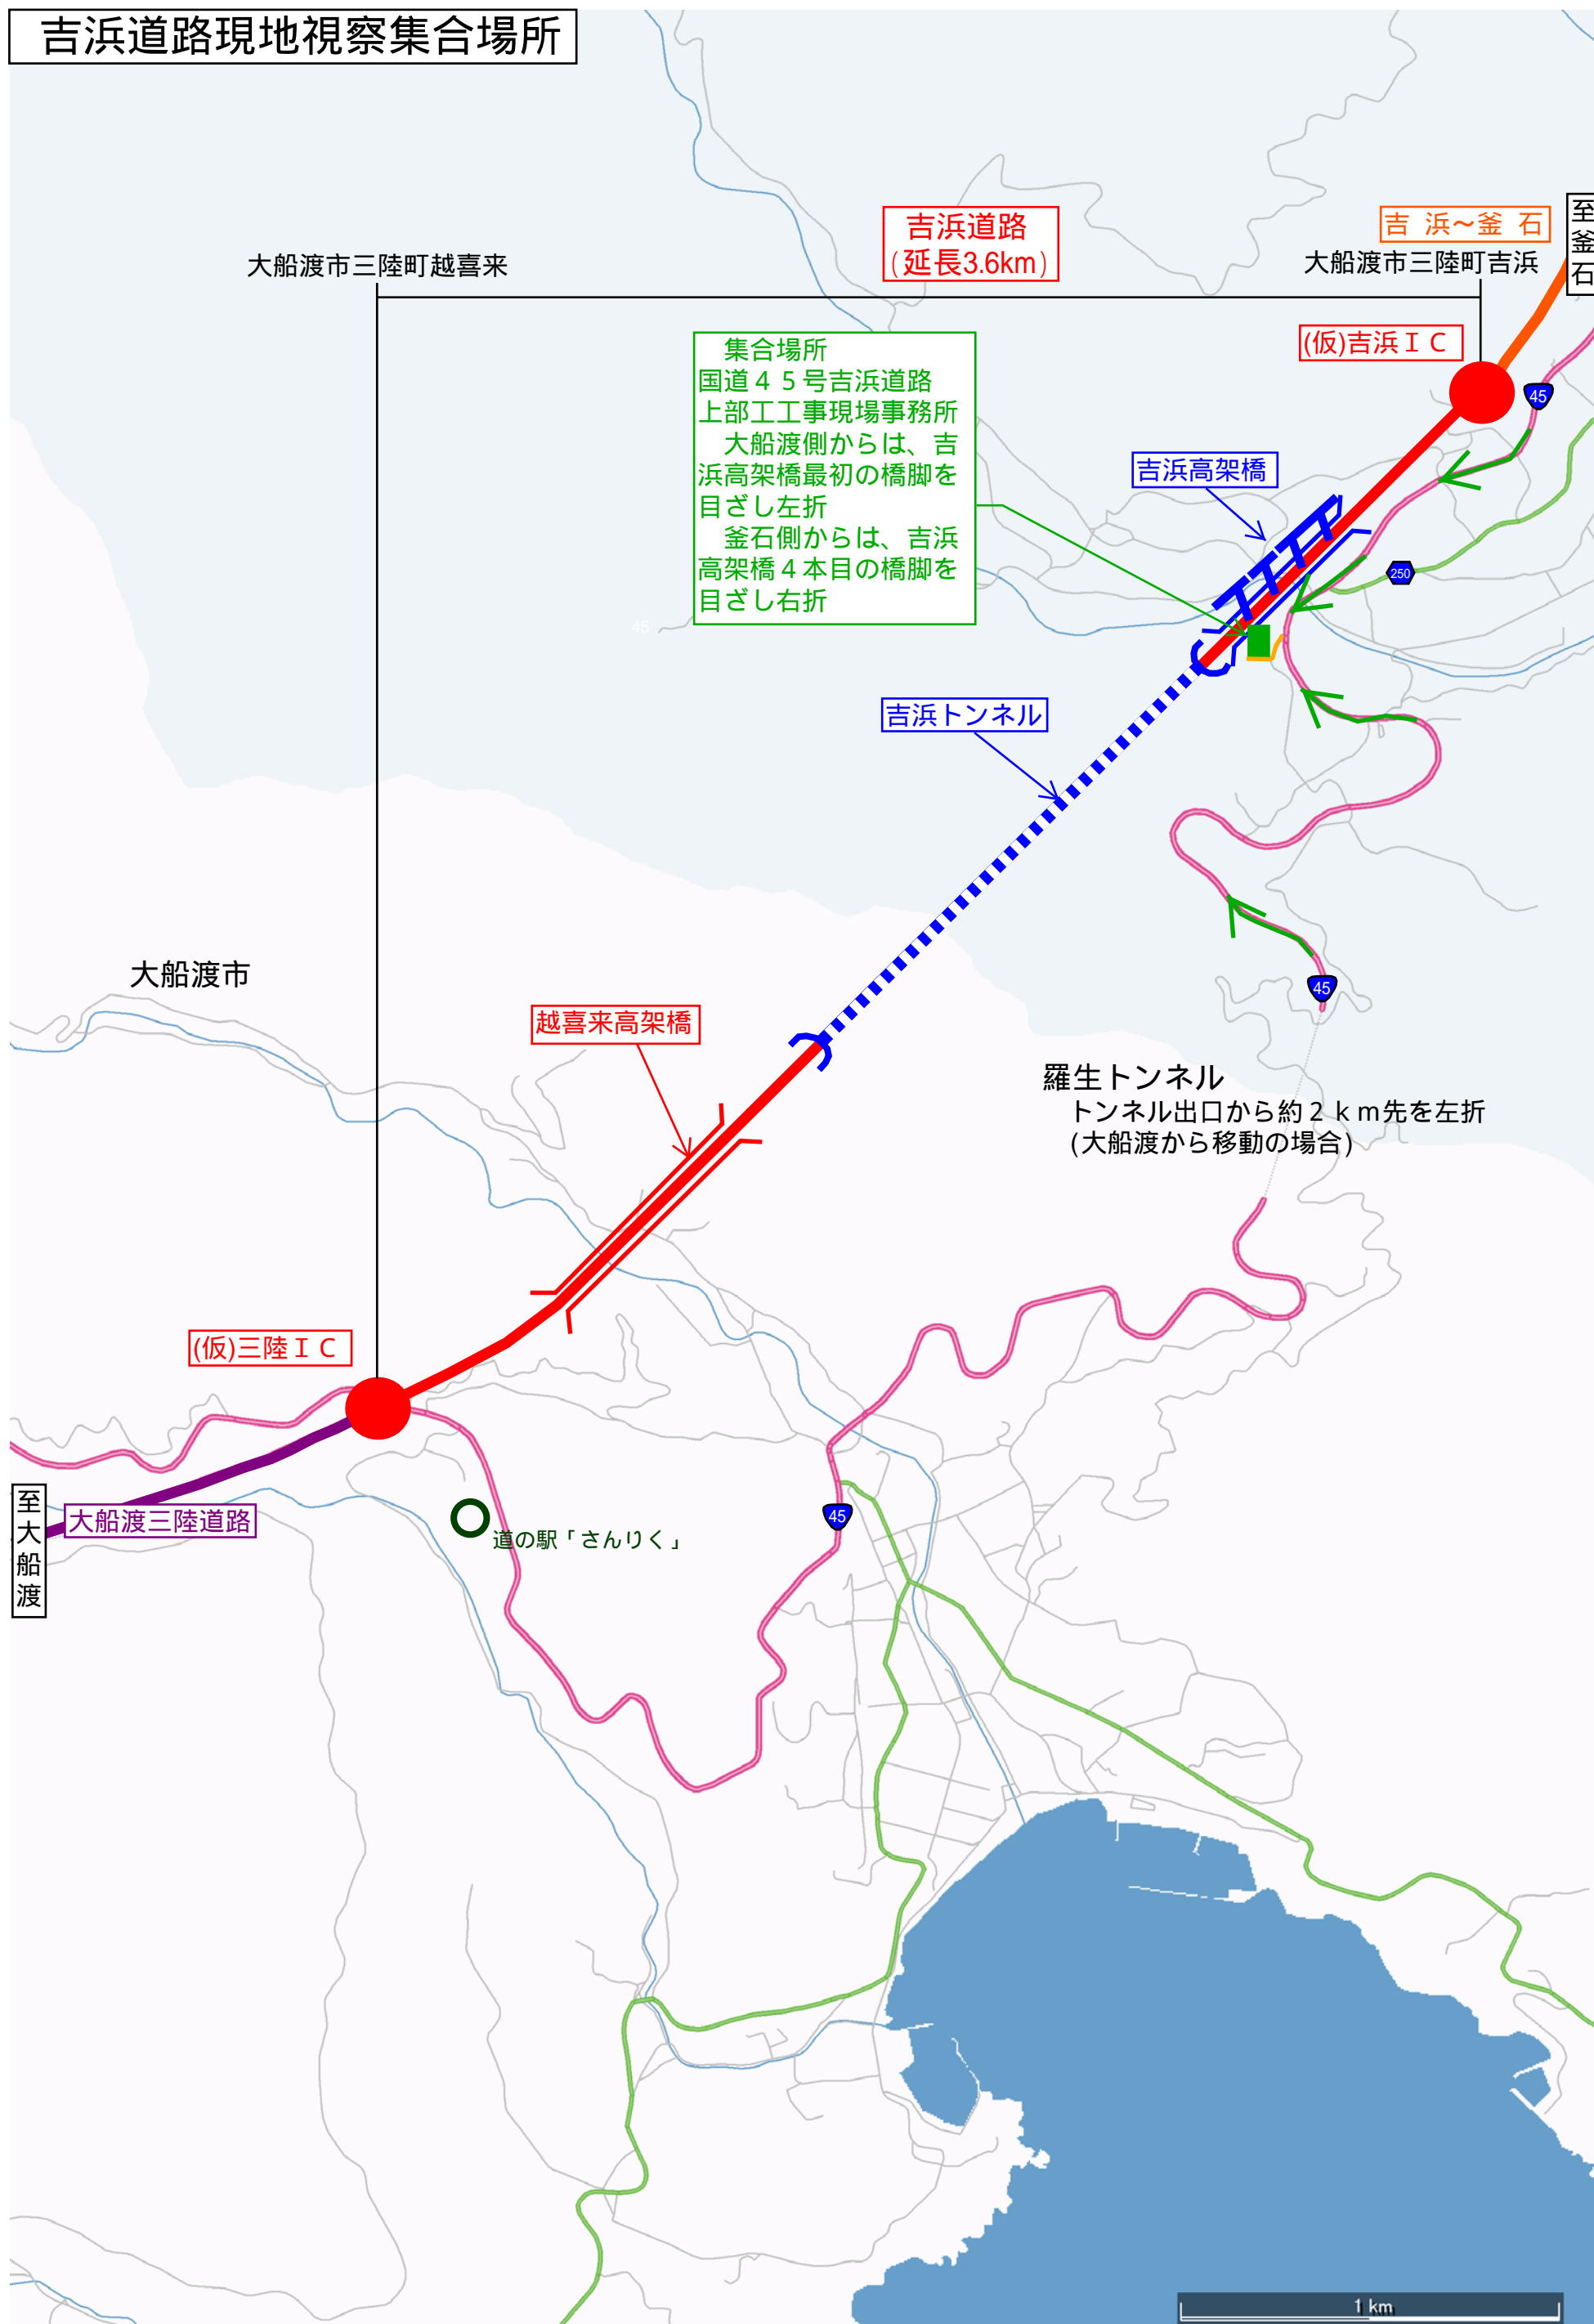 吉浜道路現地視察集合場所
吉浜道路
(延長3.6km)
吉 浜～釜 石
至釜石
大船渡市三陸町越喜来
大船渡市三陸町吉浜
(仮)吉浜ＩＣ
集合場所
国道４５号吉浜道路
上部工工事現場事務所
大船渡側からは、吉
浜高架橋最初の橋脚を
目ざし左折
釜石側からは、吉浜
高架橋４本目の橋脚を
目ざし右折
45
吉浜高架橋
250
45
吉浜トンネル
大船渡市
45
越喜来高架橋
羅生トンネル
トンネル出口から約２ｋｍ先を左折
(大船渡から移動の場合)
(仮)三陸ＩＣ
至大船渡
大船渡三陸道路
道の駅「さんりく」
45
1 km